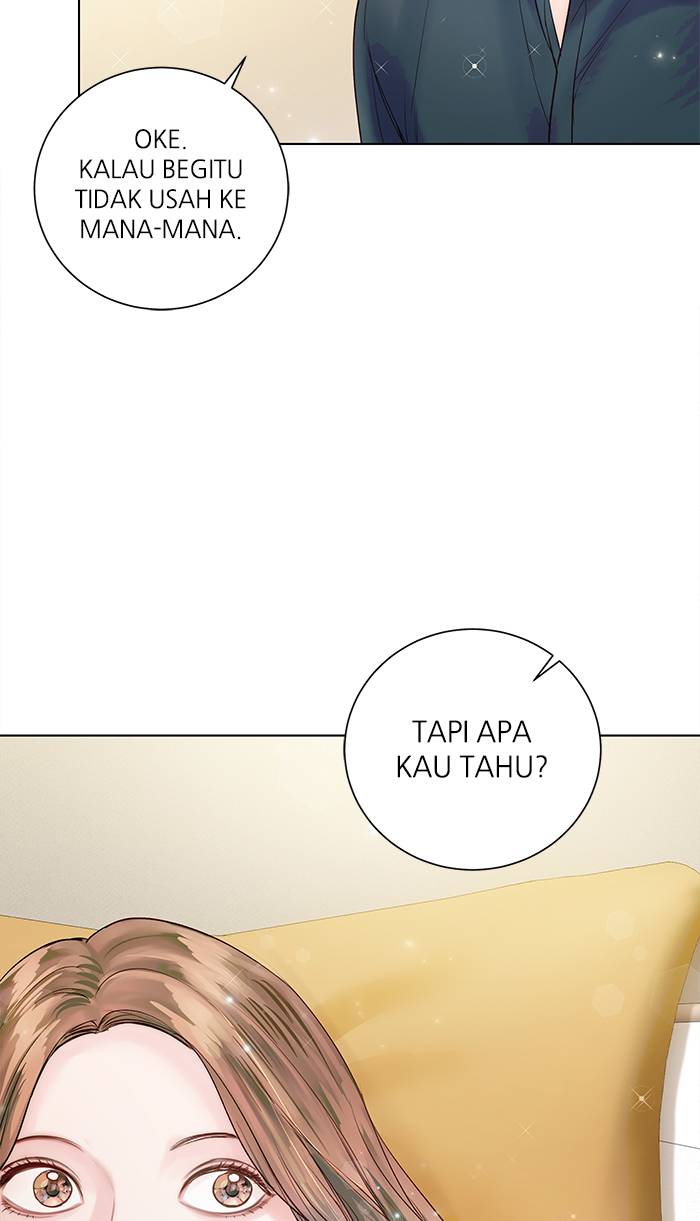 OKE.
KALAU BEGITU
TIDAK USAH KE
MANA-MANA.
TAPI APA
KAU TAHU?